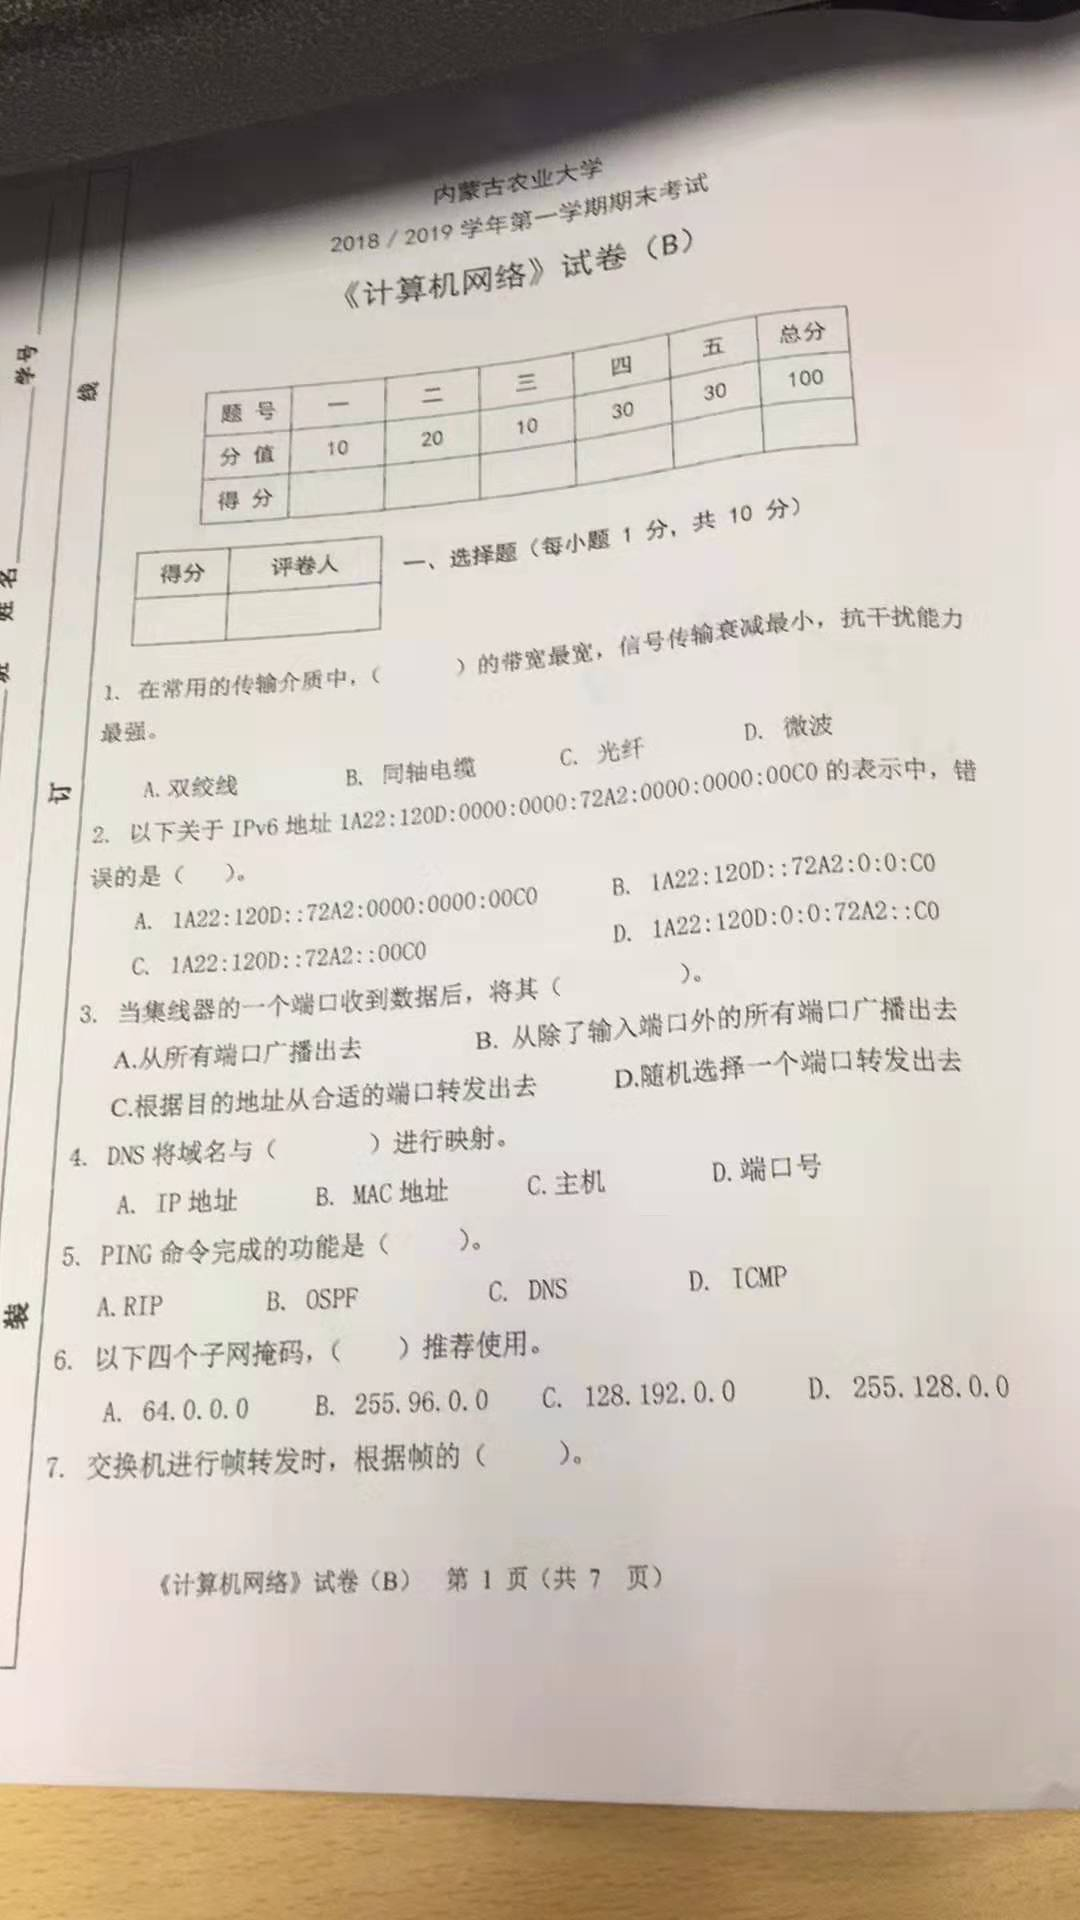 内蒙古农业大学
2018 / 2019 学年第一学期期末考试
《计算机网络》试卷（B）
题 号 一 二 三 四 五 总分
分 值 10 20 10 30 30 100
得 分
得分 评卷人
一、选择题（每小题 1 分，共 10 分）
1. 在常用的传输介质中，（ ）的带宽最宽，信号传输衰减最小，抗干扰能力
最强。
A. 双绞线 B. 同轴电缆 C. 光纤 D. 微波
2. 以下关于 IPv6 地址 1A22:120D:0000:0000:72A2:0000:0000:00C0 的表示中，错
误的是（ ）。
A. 1A22:120D::72A2:0000:0000:00C0 B. 1A22:120D::72A2:0:0:C0
C. 1A22:120D::72A2::00C0 D. 1A22:120D:0:0:72A2::C0
3. 当集线器的一个端口收到数据后，将其（ ）。
A.从所有端口广播出去 B. 从除了输入端口外的所有端口广播出去
C.根据目的地址从合适的端口转发出去 D.随机选择一个端口转发出去
4. DNS 将域名与（ ）进行映射。
A. IP 地址 B. MAC 地址 C.主机 D.端口号
5. PING 命令完成的功能是（ ）。
A.RIP B. OSPF C. DNS D. ICMP
6. 以下四个子网掩码，（ ）推荐使用。
A. 64.0.0.0 B. 255.96.0.0 C. 128.192.0.0 D. 255.128.0.0
7. 交换机进行帧转发时，根据帧的（ ）。
《计算机网络》试卷（B） 第 1 页（共 7 页）
学号
姓 名
班
线
订
装